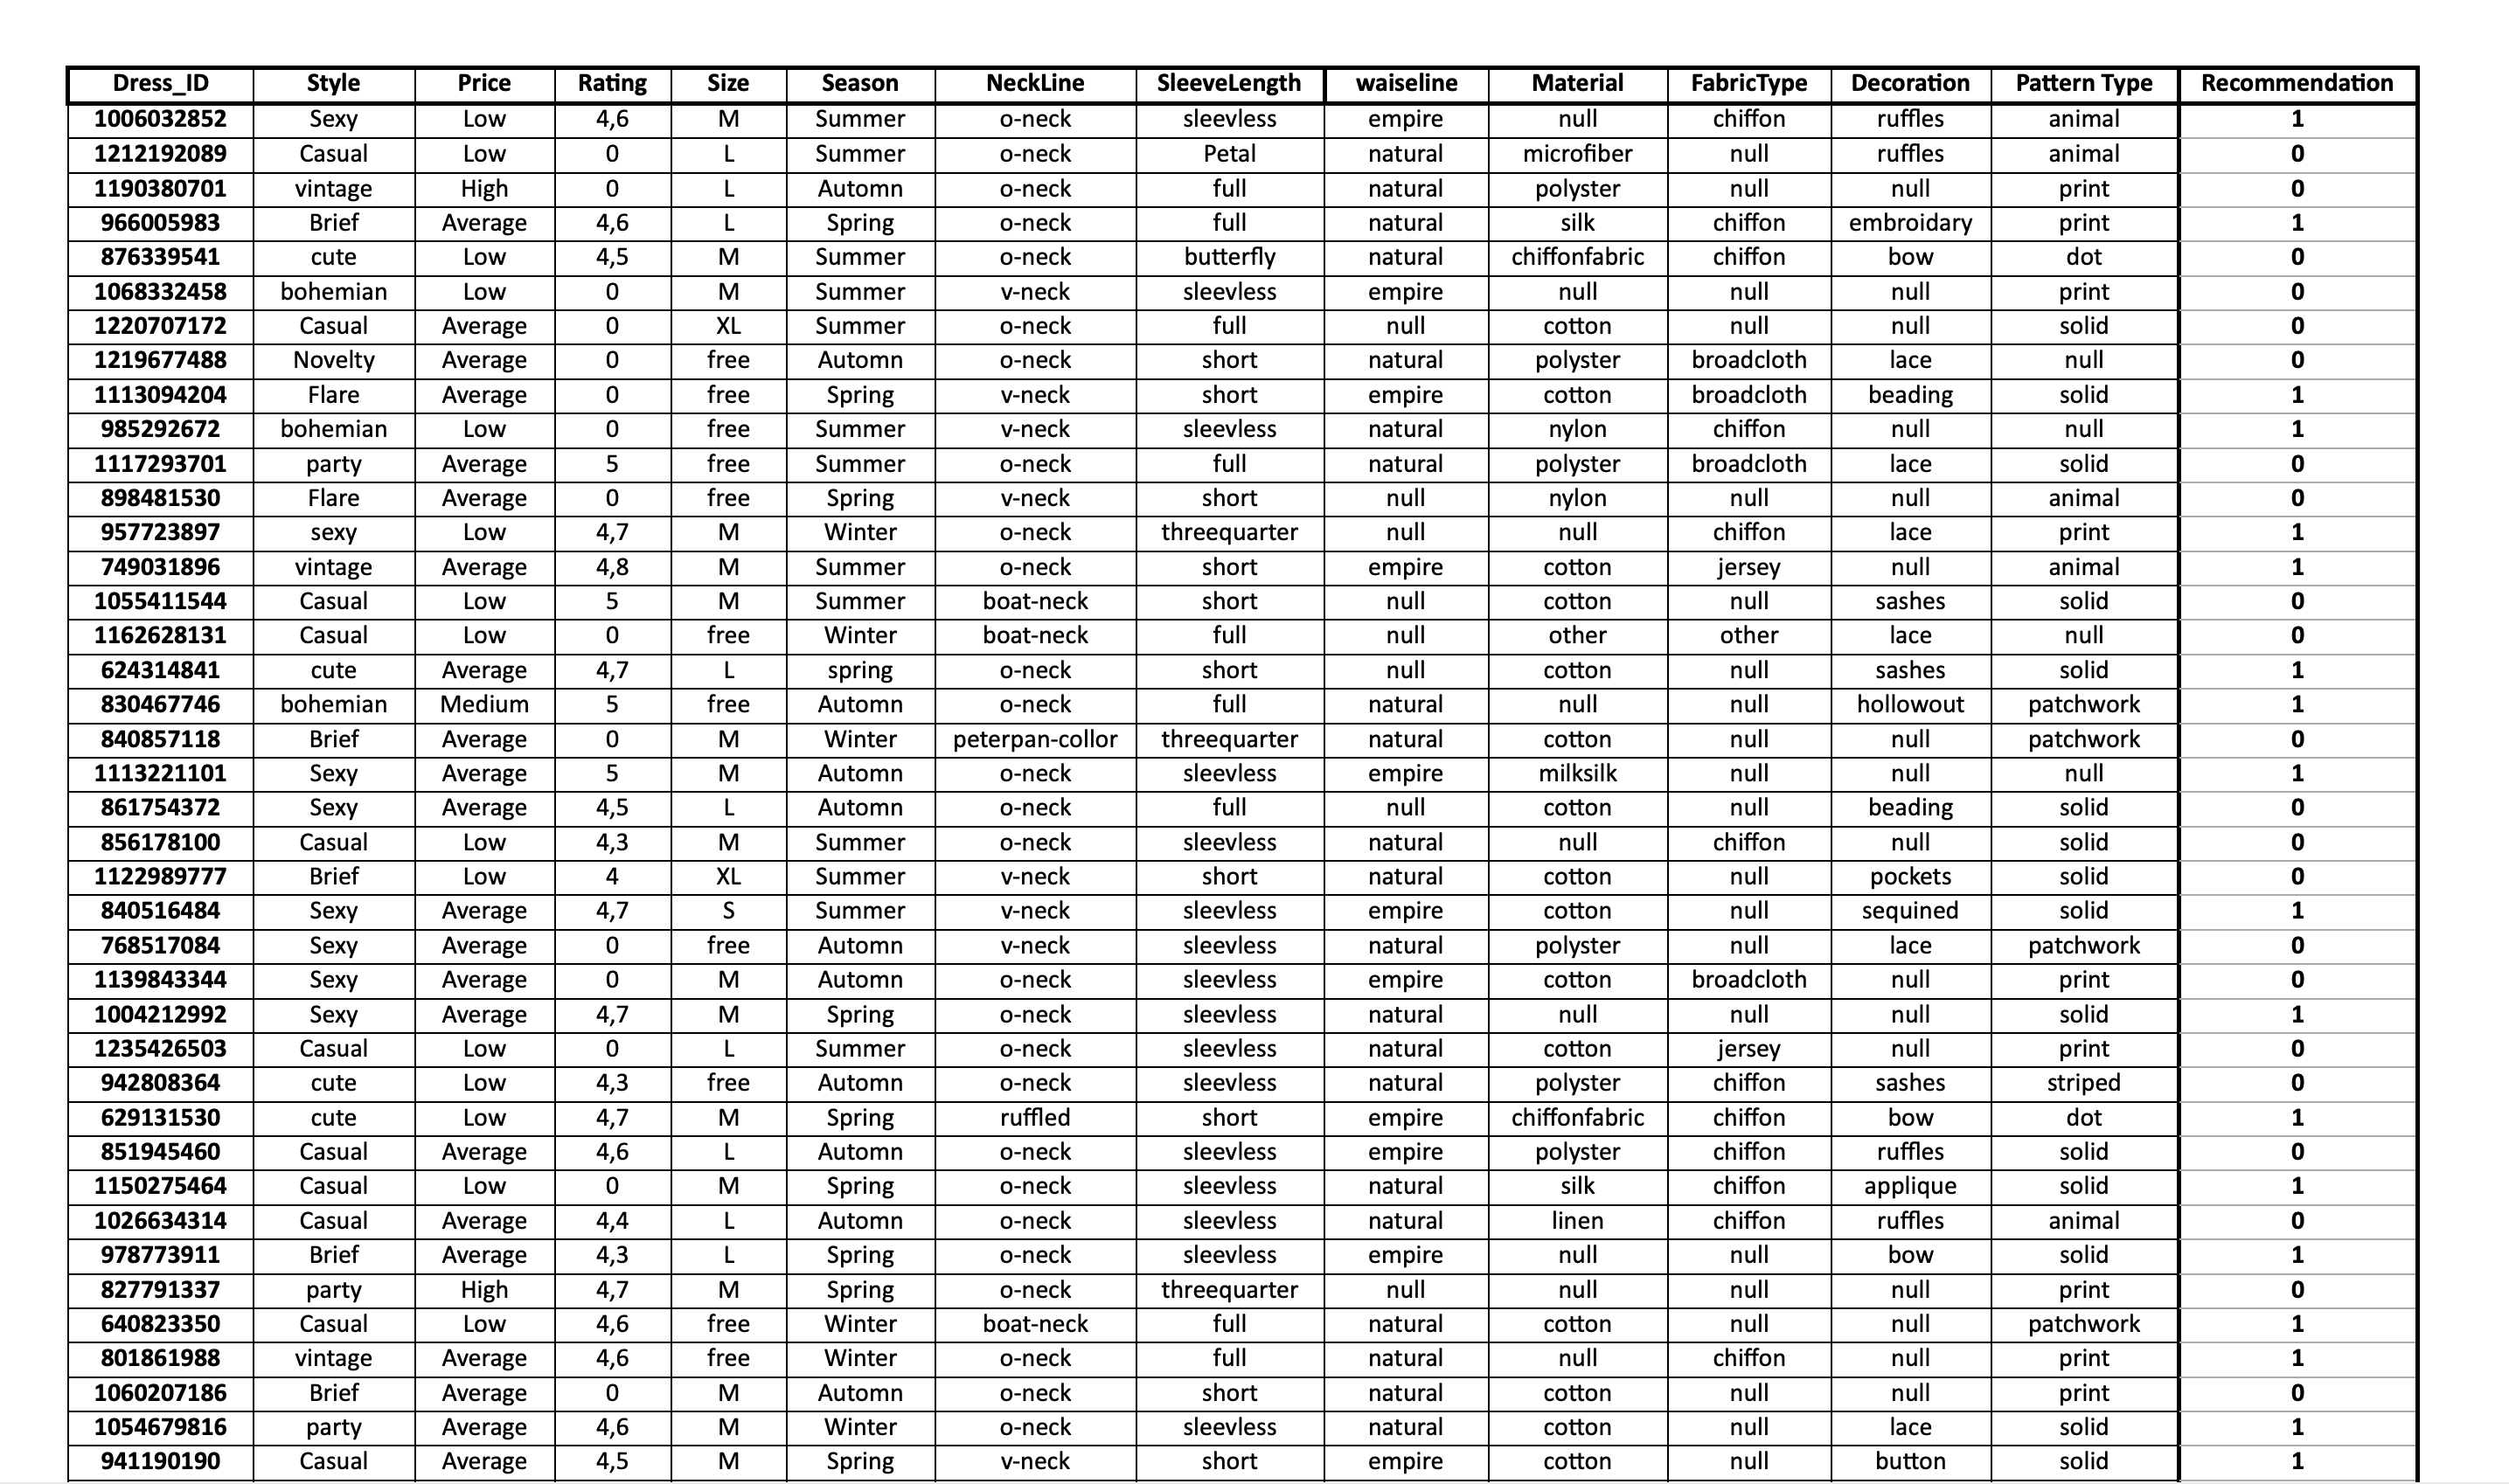 Dress_ID Style Price Rating Size Season NeckLine SleeveLength waiseline Material FabricType Decoration Pattern Type Recommendation
1006032852 Sexy Low 4,6 M Summer o-neck sleevless empire null chiffon ruffles animal 1
1212192089 Casual Low 0 L Summer o-neck Petal natural microfiber null ruffles animal 0
1190380701 vintage High 0 L Automn o-neck full natural polyster null null print 0
966005983 Brief Average 4,6 L Spring o-neck full natural silk chiffon embroidary print 1
876339541 cute Low 4,5 M Summer o-neck butterfly natural chiffonfabric chiffon bow dot 0
1068332458 bohemian Low 0 M Summer v-neck sleevless empire null null null print 0
1220707172 Casual Average 0 XL Summer o-neck full null cotton null null solid 0
1219677488 Novelty Average 0 free Automn o-neck short natural polyster broadcloth lace null 0
1113094204 Flare Average 0 free Spring v-neck short empire cotton broadcloth beading solid 1
985292672 bohemian Low 0 free Summer v-neck sleevless natural nylon chiffon null null 1
1117293701 party Average 5 free Summer o-neck full natural polyster broadcloth lace solid 0
898481530 Flare Average 0 free Spring v-neck short null nylon null null animal 0
957723897 sexy Low 4,7 M Winter o-neck threequarter null null chiffon lace print 1
749031896 vintage Average 4,8 M Summer o-neck short empire cotton jersey null animal 1
1055411544 Casual Low 5 M Summer boat-neck short null cotton null sashes solid 0
1162628131 Casual Low 0 free Winter boat-neck full null other other lace null 0
624314841 cute Average 4,7 L spring o-neck short null cotton null sashes solid 1
830467746 bohemian Medium 5 free Automn o-neck full natural null null hollowout patchwork 1
840857118 Brief Average 0 M Winter peterpan-collor threequarter natural cotton null null patchwork 0
1113221101 Sexy Average 5 M Automn o-neck sleevless empire milksilk null null null 1
861754372 Sexy Average 4,5 L Automn o-neck full null cotton null beading solid 0
856178100 Casual Low 4,3 M Summer o-neck sleevless natural null chiffon null solid 0
1122989777 Brief Low 4 XL Summer v-neck short natural cotton null pockets solid 0
840516484 Sexy Average 4,7 S Summer v-neck sleevless empire cotton null sequined solid 1
768517084 Sexy Average 0 free Automn v-neck sleevless natural polyster null lace patchwork 0
1139843344 Sexy Average 0 M Automn o-neck sleevless empire cotton broadcloth null print 0
1004212992 Sexy Average 4,7 M Spring o-neck sleevless natural null null null solid 1
1235426503 Casual Low 0 L Summer o-neck sleevless natural cotton jersey null print 0
942808364 cute Low 4,3 free Automn o-neck sleevless natural polyster chiffon sashes striped 0
629131530 cute Low 4,7 M Spring ruffled short empire chiffonfabric chiffon bow dot 1
851945460 Casual Average 4,6 L Automn o-neck sleevless empire polyster chiffon ruffles solid 0
1150275464 Casual Low 0 M Spring o-neck sleevless natural silk chiffon applique solid 1
1026634314 Casual Average 4,4 L Automn o-neck sleevless natural linen chiffon ruffles animal 0
978773911 Brief Average 4,3 L Spring o-neck sleevless empire null null bow solid 1
827791337 party High 4,7 M Spring o-neck threequarter null null null null print 0
640823350 Casual Low 4,6 free Winter boat-neck full natural cotton null null patchwork 1
801861988 vintage Average 4,6 free Winter o-neck full natural null chiffon null print 1
1060207186 Brief Average 0 M Automn o-neck short natural cotton null null print 0
1054679816 party Average 4,6 M Winter o-neck sleevless natural cotton null lace solid 1
941190190 Casual Average 4,5 M Spring v-neck short empire cotton null button solid 1